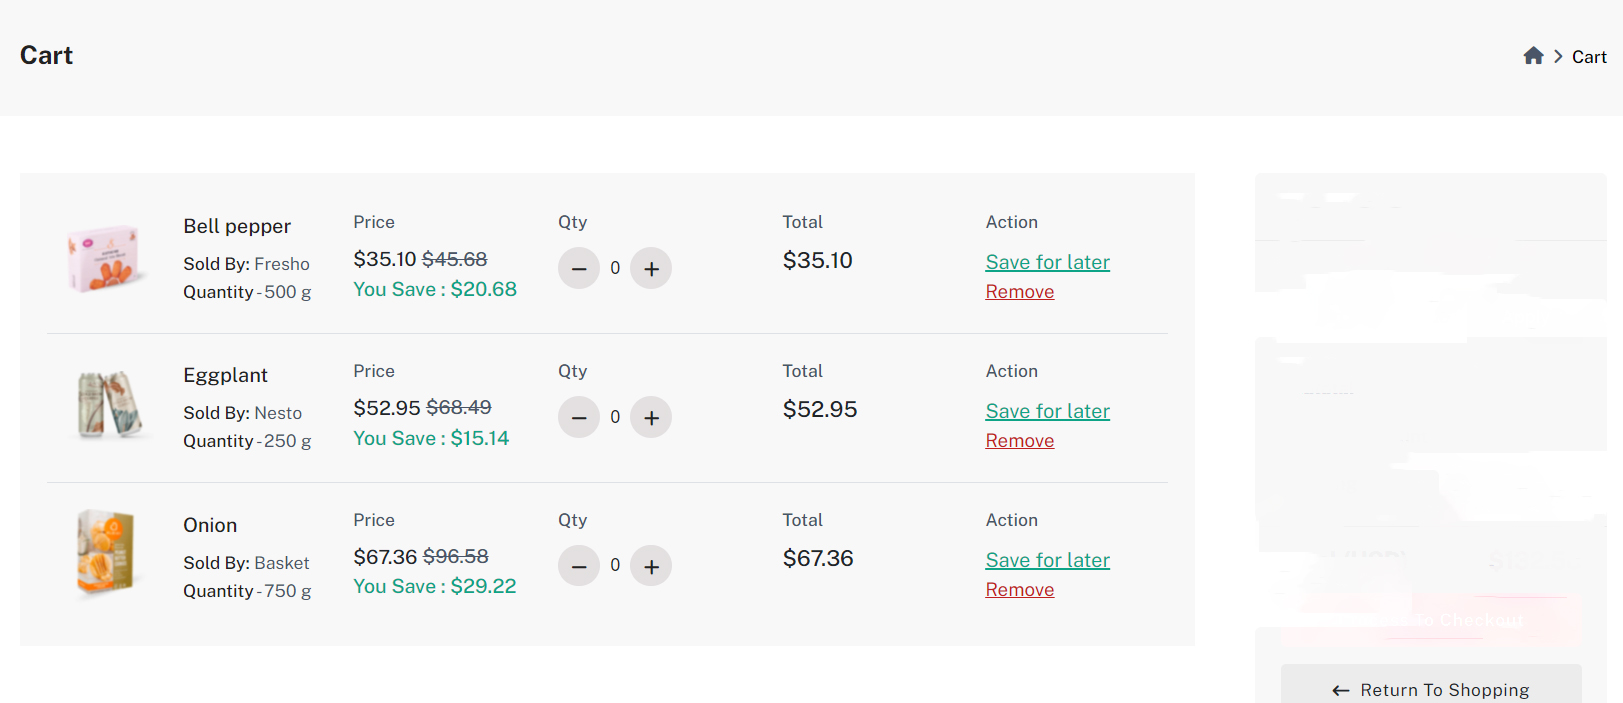 Cart
Cart
Bell pepper
Sold By: Fresho
Quantity - 500 g
Price
$35.10 $45.68
You Save : $20.68
Qty
0
Total
$35.10
Action
Save for later
Remove
Eggplant
Sold By: Nesto
Quantity - 250 g
Price
$52.95 $68.49
You Save : $15.14
Qty
0
Total
$52.95
Action
Save for later
Remove
Onion
Sold By: Basket
Quantity - 750 g
Price
$67.36 $96.58
You Save : $29.22
Qty
0
Total
$67.36
Action
Save for later
Remove
To Checkout
Return To Shopping